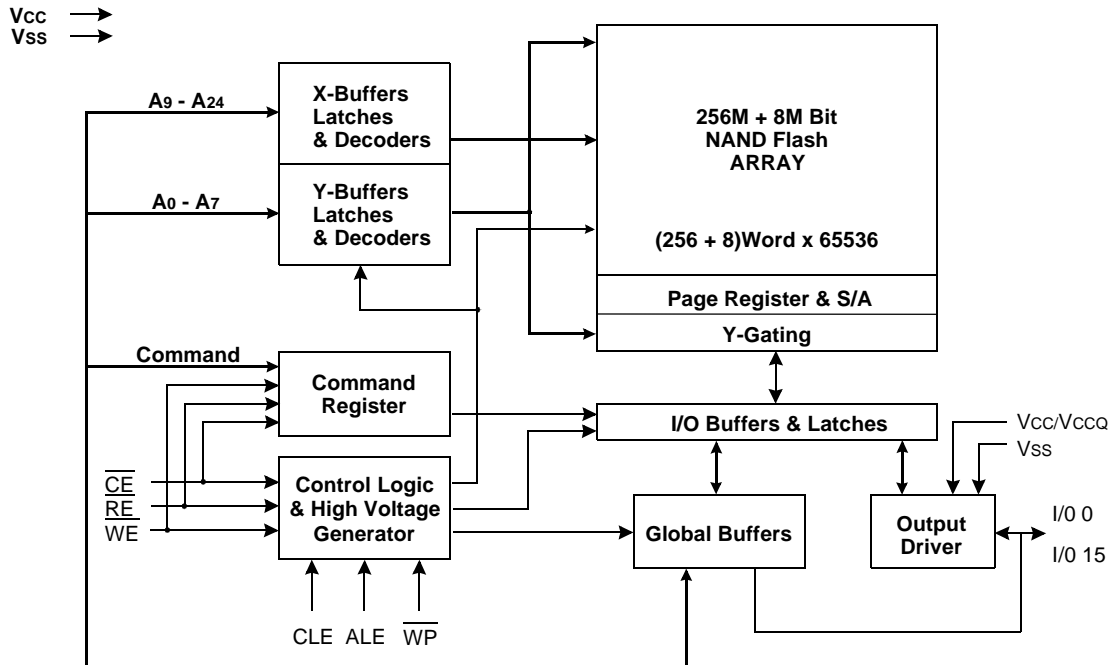 VCC
VSS
A9 - A24
X-Buffers
Latches
& Decoders
256M + 8M Bit
NAND Flash
ARRAY
A0 - A7
Y-Buffers
Latches
& Decoders
(256 + 8)Word x 65536
Page Register & S/A
Y-Gating
Command
Command
Register
I/O Buffers & Latches
VCC/VCCQ
VSS
CE
RE
WE
Control Logic
& High Voltage
Generator
Global Buffers
Output
Driver
I/0 0
I/0 15
CLE
ALE
WP